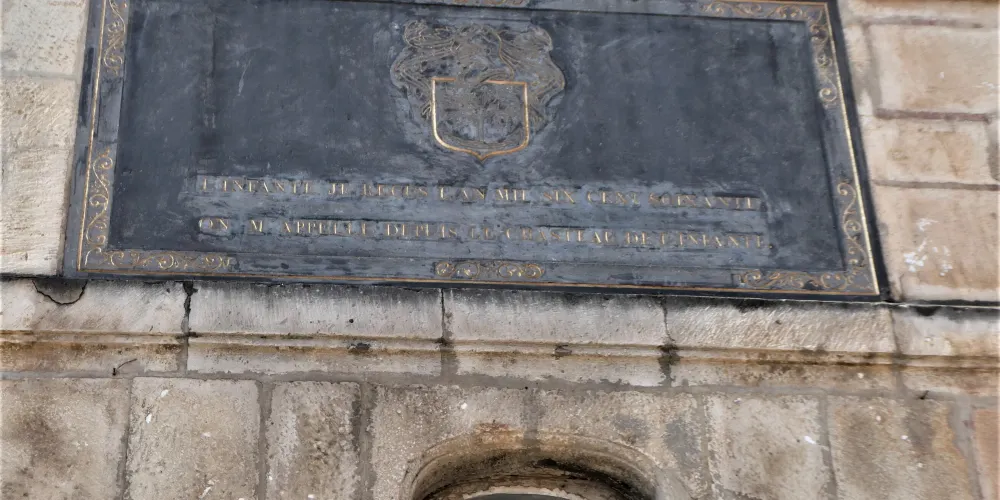 L'INFANTE JE REÇUS L'AN MIL SIX CENT SOIXANTE
ON M'APPELLE DEPUIS LE CHASTEAU DE L'INFANTE.